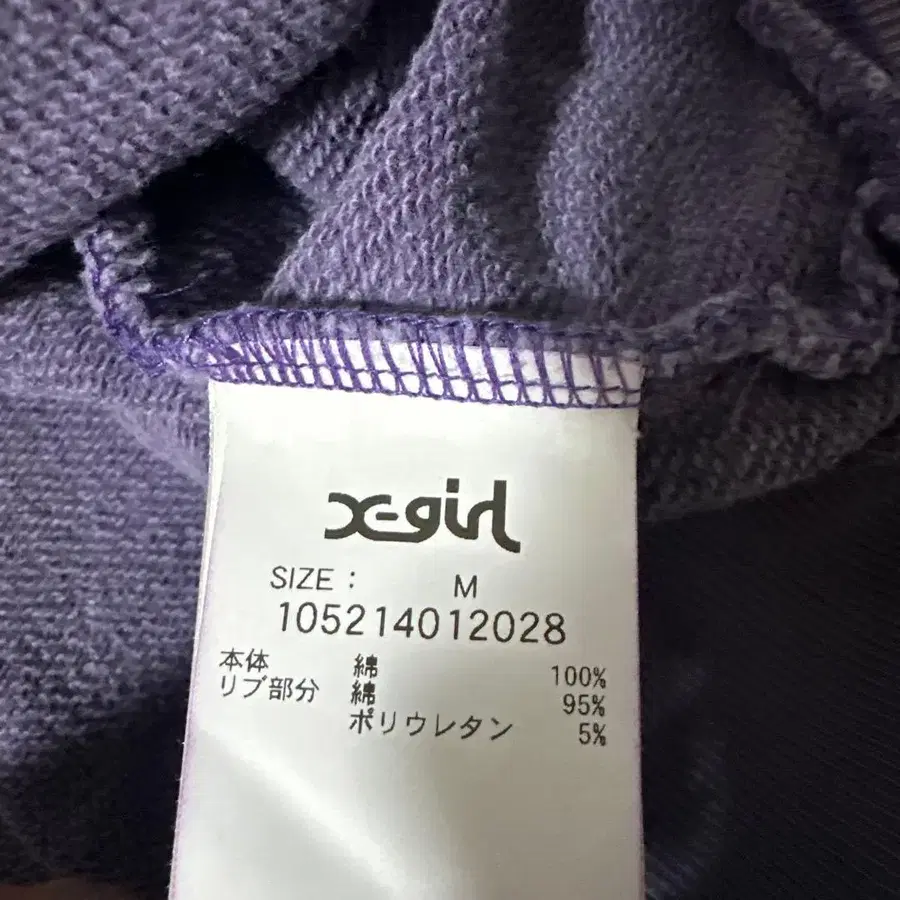 X-girl
SIZE : M
105214012028
本体 綿 100%
リブ部分 綿 95%
ポリウレタン 5%